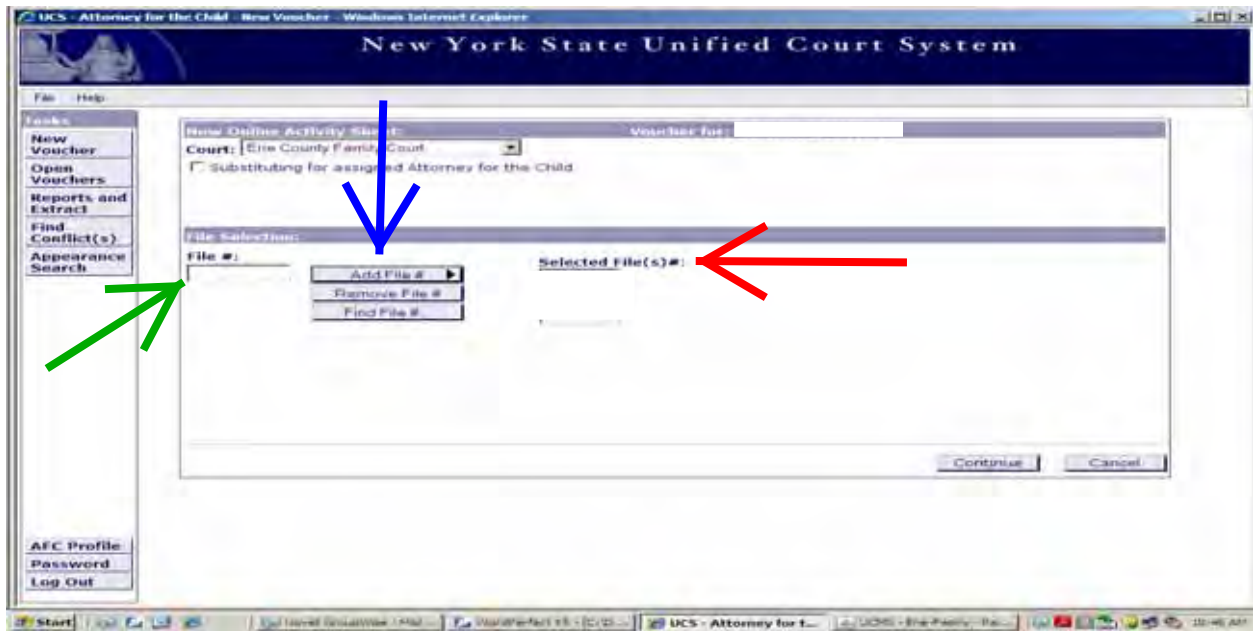 UCS - Attorney for the Child - New Voucher - Windows Internet Explorer
New York State Unified Court System
File Help
Tasks
New Voucher
Open Vouchers
Reports and Extract
Find Conflict(s)
Appearance Search
New Online Activity Sheet: Voucher for:
Court: Erie County Family Court
Substituting for assigned Attorney for the Child
File Selection:
File #:
Add File #
Remove File #
Find File #
Selected File(s)#:
Continue Cancel
AFC Profile
Password
Log Out
Start
UCS - Attorney for t...
10:46 AM